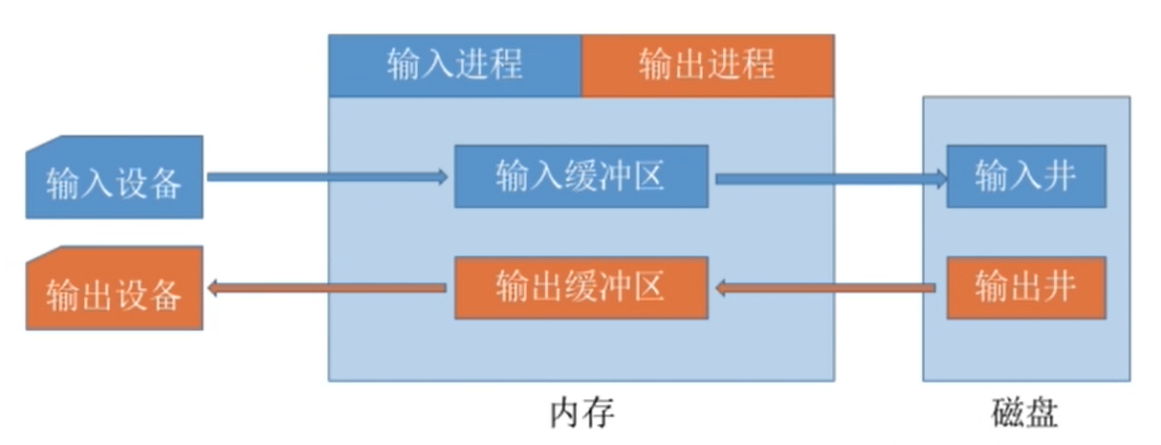 输入进程
输出进程
输入设备
输入缓冲区
输入井
输出设备
输出缓冲区
输出井
内存
磁盘